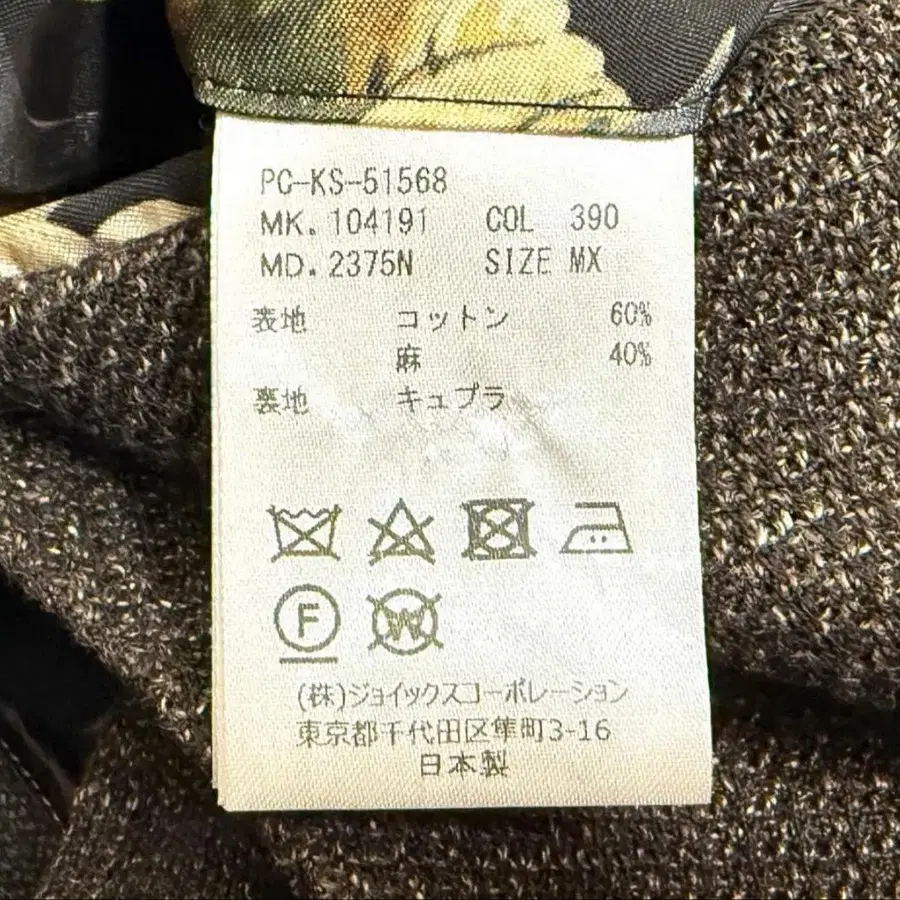 PC-KS-51568
MK. 104191 COL 390
MD. 2375N SIZE MX
表地 コットン 60%
麻 40%
裏地 キュプラ
F W
(株)ジョイックスコーポレーション
東京都千代田区隼町3-16
日本製